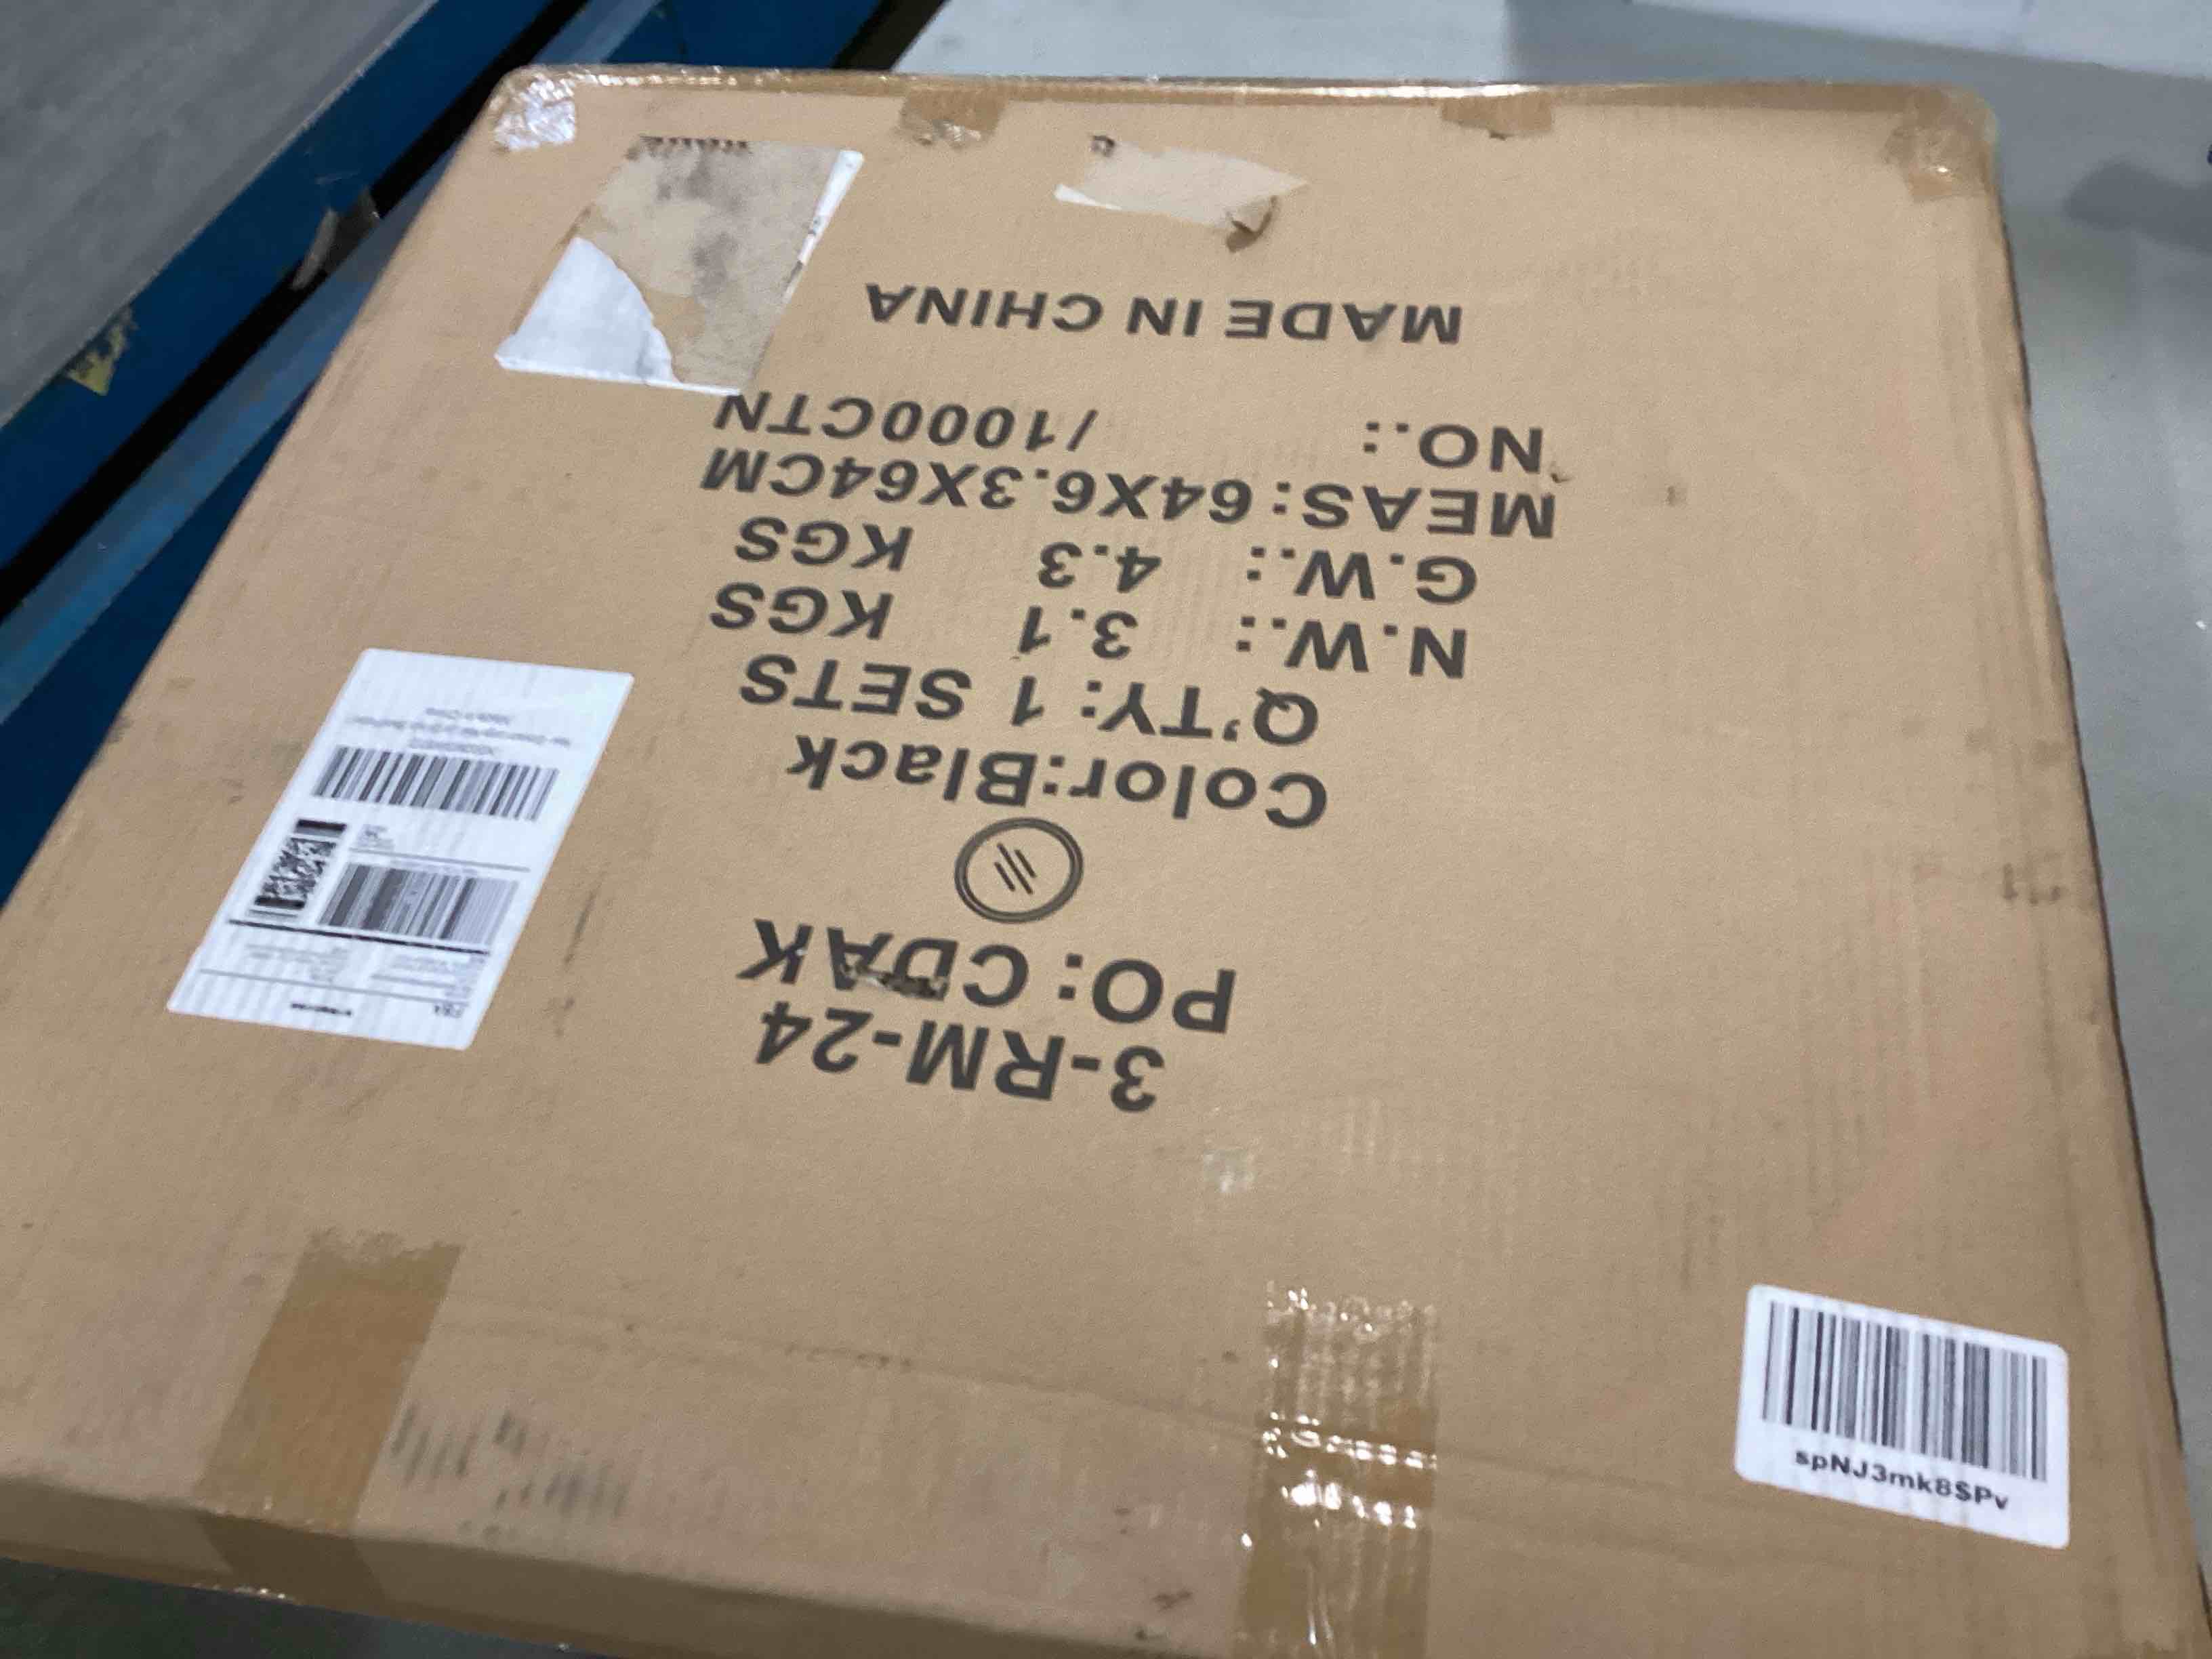 3-RM-24
PO: CDAK
Color:Black
Q'TY: 1 SETS
N.W.: 3.1 KGS
G.W.: 4.3 KGS
MEAS: 64X6.3X64CM
NO.: /1000CTN
MADE IN CHINA
FBA
spNJ3mk8SPv